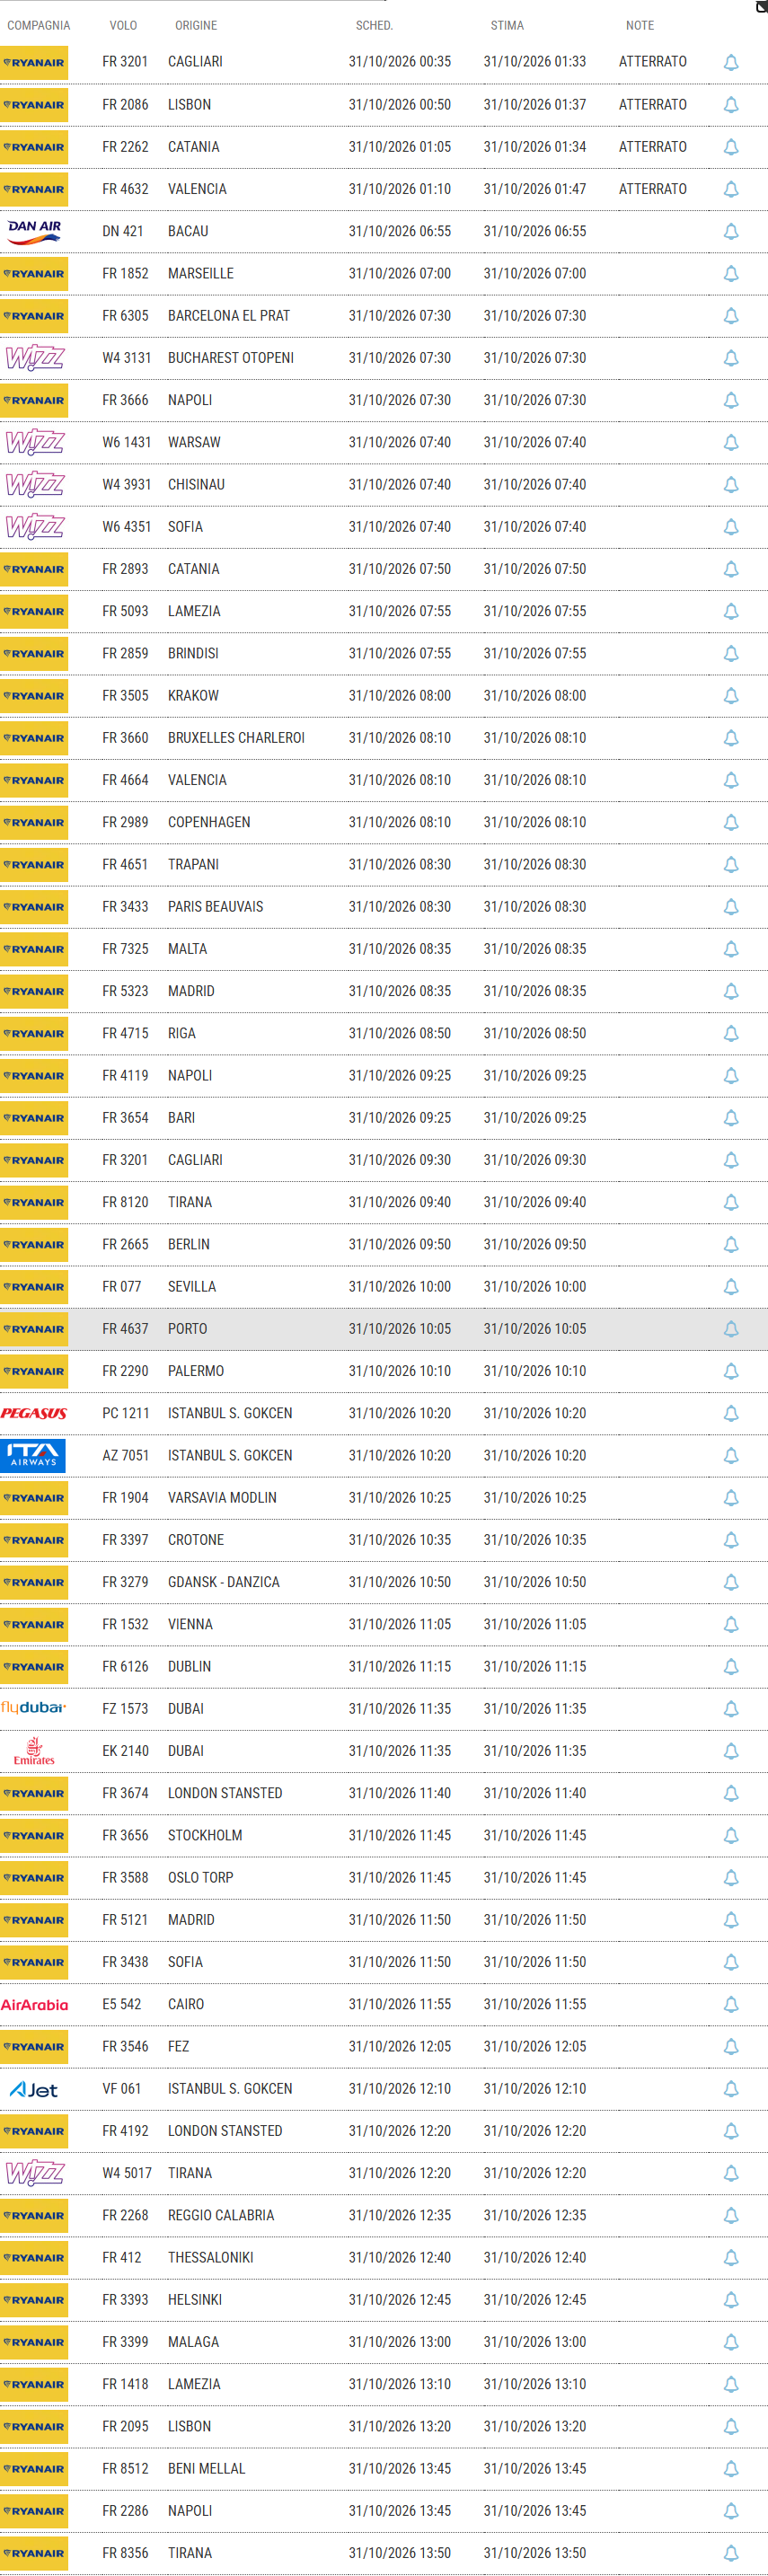 COMPAGNIA VOLO ORIGINE SCHED. STIMA NOTE
RYANAIR FR 3201 CAGLIARI 31/10/2026 00:35 31/10/2026 01:33 ATTERRATO
RYANAIR FR 2086 LISBON 31/10/2026 00:50 31/10/2026 01:37 ATTERRATO
RYANAIR FR 2262 CATANIA 31/10/2026 01:05 31/10/2026 01:34 ATTERRATO
RYANAIR FR 4632 VALENCIA 31/10/2026 01:10 31/10/2026 01:47 ATTERRATO
DAN AIR DN 421 BACAU 31/10/2026 06:55 31/10/2026 06:55
RYANAIR FR 1852 MARSEILLE 31/10/2026 07:00 31/10/2026 07:00
RYANAIR FR 6305 BARCELONA EL PRAT 31/10/2026 07:30 31/10/2026 07:30
Wizz W4 3131 BUCHAREST OTOPENI 31/10/2026 07:30 31/10/2026 07:30
RYANAIR FR 3666 NAPOLI 31/10/2026 07:30 31/10/2026 07:30
Wizz W6 1431 WARSAW 31/10/2026 07:40 31/10/2026 07:40
Wizz W4 3931 CHISINAU 31/10/2026 07:40 31/10/2026 07:40
Wizz W6 4351 SOFIA 31/10/2026 07:40 31/10/2026 07:40
RYANAIR FR 2893 CATANIA 31/10/2026 07:50 31/10/2026 07:50
RYANAIR FR 5093 LAMEZIA 31/10/2026 07:55 31/10/2026 07:55
RYANAIR FR 2859 BRINDISI 31/10/2026 07:55 31/10/2026 07:55
RYANAIR FR 3505 KRAKOW 31/10/2026 08:00 31/10/2026 08:00
RYANAIR FR 3660 BRUXELLES CHARLEROI 31/10/2026 08:10 31/10/2026 08:10
RYANAIR FR 4664 VALENCIA 31/10/2026 08:10 31/10/2026 08:10
RYANAIR FR 2989 COPENHAGEN 31/10/2026 08:10 31/10/2026 08:10
RYANAIR FR 4651 TRAPANI 31/10/2026 08:30 31/10/2026 08:30
RYANAIR FR 3433 PARIS BEAUVAIS 31/10/2026 08:30 31/10/2026 08:30
RYANAIR FR 7325 MALTA 31/10/2026 08:35 31/10/2026 08:35
RYANAIR FR 5323 MADRID 31/10/2026 08:35 31/10/2026 08:35
RYANAIR FR 4715 RIGA 31/10/2026 08:50 31/10/2026 08:50
RYANAIR FR 4119 NAPOLI 31/10/2026 09:25 31/10/2026 09:25
RYANAIR FR 3654 BARI 31/10/2026 09:25 31/10/2026 09:25
RYANAIR FR 3201 CAGLIARI 31/10/2026 09:30 31/10/2026 09:30
RYANAIR FR 8120 TIRANA 31/10/2026 09:40 31/10/2026 09:40
RYANAIR FR 2665 BERLIN 31/10/2026 09:50 31/10/2026 09:50
RYANAIR FR 077 SEVILLA 31/10/2026 10:00 31/10/2026 10:00
RYANAIR FR 4637 PORTO 31/10/2026 10:05 31/10/2026 10:05
RYANAIR FR 2290 PALERMO 31/10/2026 10:10 31/10/2026 10:10
PEGASUS PC 1211 ISTANBUL S. GOKCEN 31/10/2026 10:20 31/10/2026 10:20
ITA AIRWAYS AZ 7051 ISTANBUL S. GOKCEN 31/10/2026 10:20 31/10/2026 10:20
RYANAIR FR 1904 VARSAVIA MODLIN 31/10/2026 10:25 31/10/2026 10:25
RYANAIR FR 3397 CROTONE 31/10/2026 10:35 31/10/2026 10:35
RYANAIR FR 3279 GDANSK - DANZICA 31/10/2026 10:50 31/10/2026 10:50
RYANAIR FR 1532 VIENNA 31/10/2026 11:05 31/10/2026 11:05
RYANAIR FR 6126 DUBLIN 31/10/2026 11:15 31/10/2026 11:15
flydubai FZ 1573 DUBAI 31/10/2026 11:35 31/10/2026 11:35
Emirates EK 2140 DUBAI 31/10/2026 11:35 31/10/2026 11:35
RYANAIR FR 3674 LONDON STANSTED 31/10/2026 11:40 31/10/2026 11:40
RYANAIR FR 3656 STOCKHOLM 31/10/2026 11:45 31/10/2026 11:45
RYANAIR FR 3588 OSLO TORP 31/10/2026 11:45 31/10/2026 11:45
RYANAIR FR 5121 MADRID 31/10/2026 11:50 31/10/2026 11:50
RYANAIR FR 3438 SOFIA 31/10/2026 11:50 31/10/2026 11:50
AirArabia E5 542 CAIRO 31/10/2026 11:55 31/10/2026 11:55
RYANAIR FR 3546 FEZ 31/10/2026 12:05 31/10/2026 12:05
AJet VF 061 ISTANBUL S. GOKCEN 31/10/2026 12:10 31/10/2026 12:10
RYANAIR FR 4192 LONDON STANSTED 31/10/2026 12:20 31/10/2026 12:20
Wizz W4 5017 TIRANA 31/10/2026 12:20 31/10/2026 12:20
RYANAIR FR 2268 REGGIO CALABRIA 31/10/2026 12:35 31/10/2026 12:35
RYANAIR FR 412 THESSALONIKI 31/10/2026 12:40 31/10/2026 12:40
RYANAIR FR 3393 HELSINKI 31/10/2026 12:45 31/10/2026 12:45
RYANAIR FR 3399 MALAGA 31/10/2026 13:00 31/10/2026 13:00
RYANAIR FR 1418 LAMEZIA 31/10/2026 13:10 31/10/2026 13:10
RYANAIR FR 2095 LISBON 31/10/2026 13:20 31/10/2026 13:20
RYANAIR FR 8512 BENI MELLAL 31/10/2026 13:45 31/10/2026 13:45
RYANAIR FR 2286 NAPOLI 31/10/2026 13:45 31/10/2026 13:45
RYANAIR FR 8356 TIRANA 31/10/2026 13:50 31/10/2026 13:50